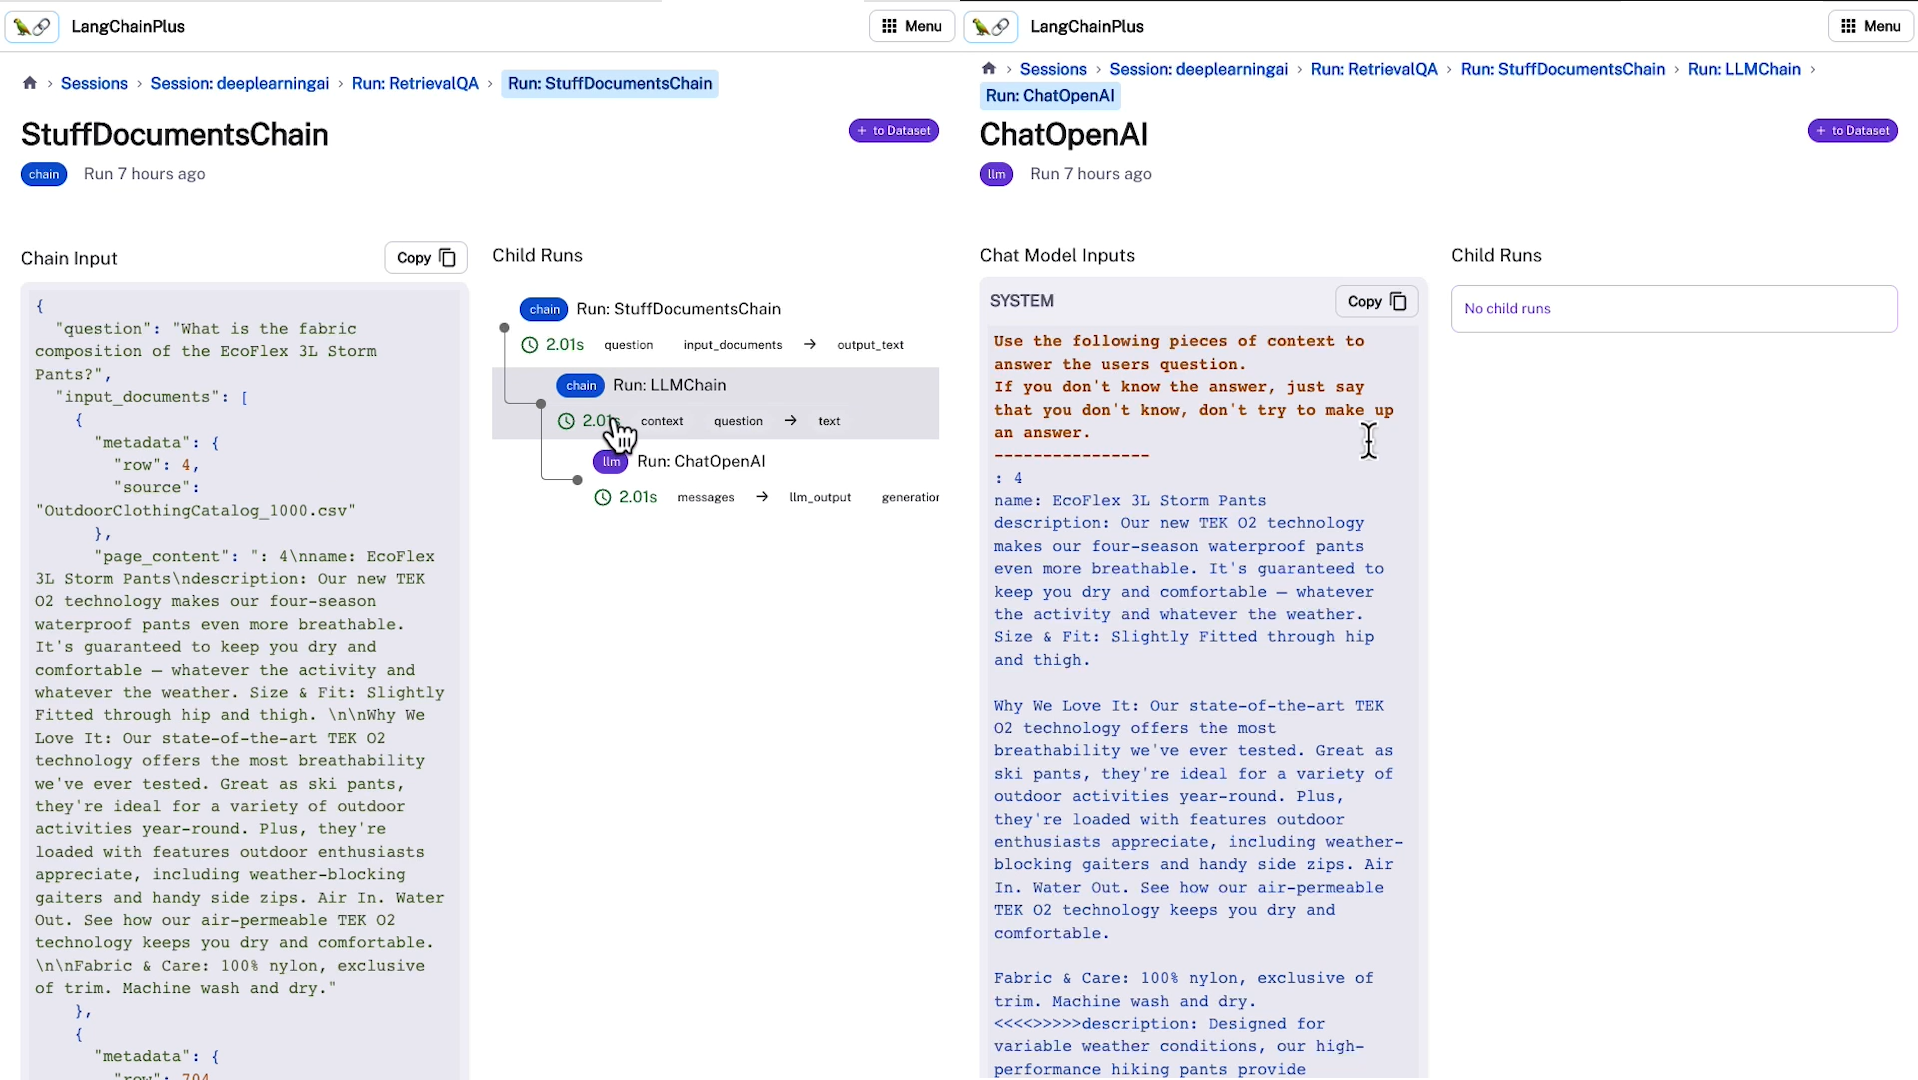 LangChainPlus
Menu
Sessions › Session: deeplearningai › Run: RetrievalQA › Run: StuffDocumentsChain
StuffDocumentsChain
+ to Dataset
chain Run 7 hours ago
Chain Input
Copy
{
"question": "What is the fabric
composition of the EcoFlex 3L Storm
Pants?",
"input_documents": [
{
"metadata": {
"row": 4,
"source":
"OutdoorClothingCatalog_1000.csv"
},
"page_content": ": 4\nname: EcoFlex
3L Storm Pants\ndescription: Our new TEK
O2 technology makes our four-season
waterproof pants even more breathable.
It's guaranteed to keep you dry and
comfortable — whatever the activity and
whatever the weather. Size & Fit: Slightly
Fitted through hip and thigh. \n\nWhy We
Love It: Our state-of-the-art TEK O2
technology offers the most breathability
we've ever tested. Great as ski pants,
they're ideal for a variety of outdoor
activities year-round. Plus, they're
loaded with features outdoor enthusiasts
appreciate, including weather-blocking
gaiters and handy side zips. Air In. Water
Out. See how our air-permeable TEK O2
technology keeps you dry and comfortable.
\n\nFabric & Care: 100% nylon, exclusive
of trim. Machine wash and dry."
},
{
"metadata": {
"row": 704
Child Runs
chain Run: StuffDocumentsChain
2.01s question input_documents → output_text
chain Run: LLMChain
2.01s context question → text
llm Run: ChatOpenAI
2.01s messages → llm_output
LangChainPlus
Menu
Sessions › Session: deeplearningai › Run: RetrievalQA › Run: StuffDocumentsChain › Run: LLMChain ›
Run: ChatOpenAI
ChatOpenAI
+ to Dataset
llm Run 7 hours ago
Chat Model Inputs
SYSTEM
Copy
Use the following pieces of context to
answer the users question.
If you don't know the answer, just say
that you don't know, don't try to make up
an answer.
----------------
: 4
name: EcoFlex 3L Storm Pants
description: Our new TEK O2 technology
makes our four-season waterproof pants
even more breathable. It's guaranteed to
keep you dry and comfortable — whatever
the activity and whatever the weather.
Size & Fit: Slightly Fitted through hip
and thigh.
Why We Love It: Our state-of-the-art TEK
O2 technology offers the most
breathability we've ever tested. Great as
ski pants, they're ideal for a variety of
outdoor activities year-round. Plus,
they're loaded with features outdoor
enthusiasts appreciate, including weather-
blocking gaiters and handy side zips. Air
In. Water Out. See how our air-permeable
TEK O2 technology keeps you dry and
comfortable.
Fabric & Care: 100% nylon, exclusive of
trim. Machine wash and dry.
<<<<>>>>>description: Designed for
variable weather conditions, our high-
performance hiking pants provide
Child Runs
No child runs